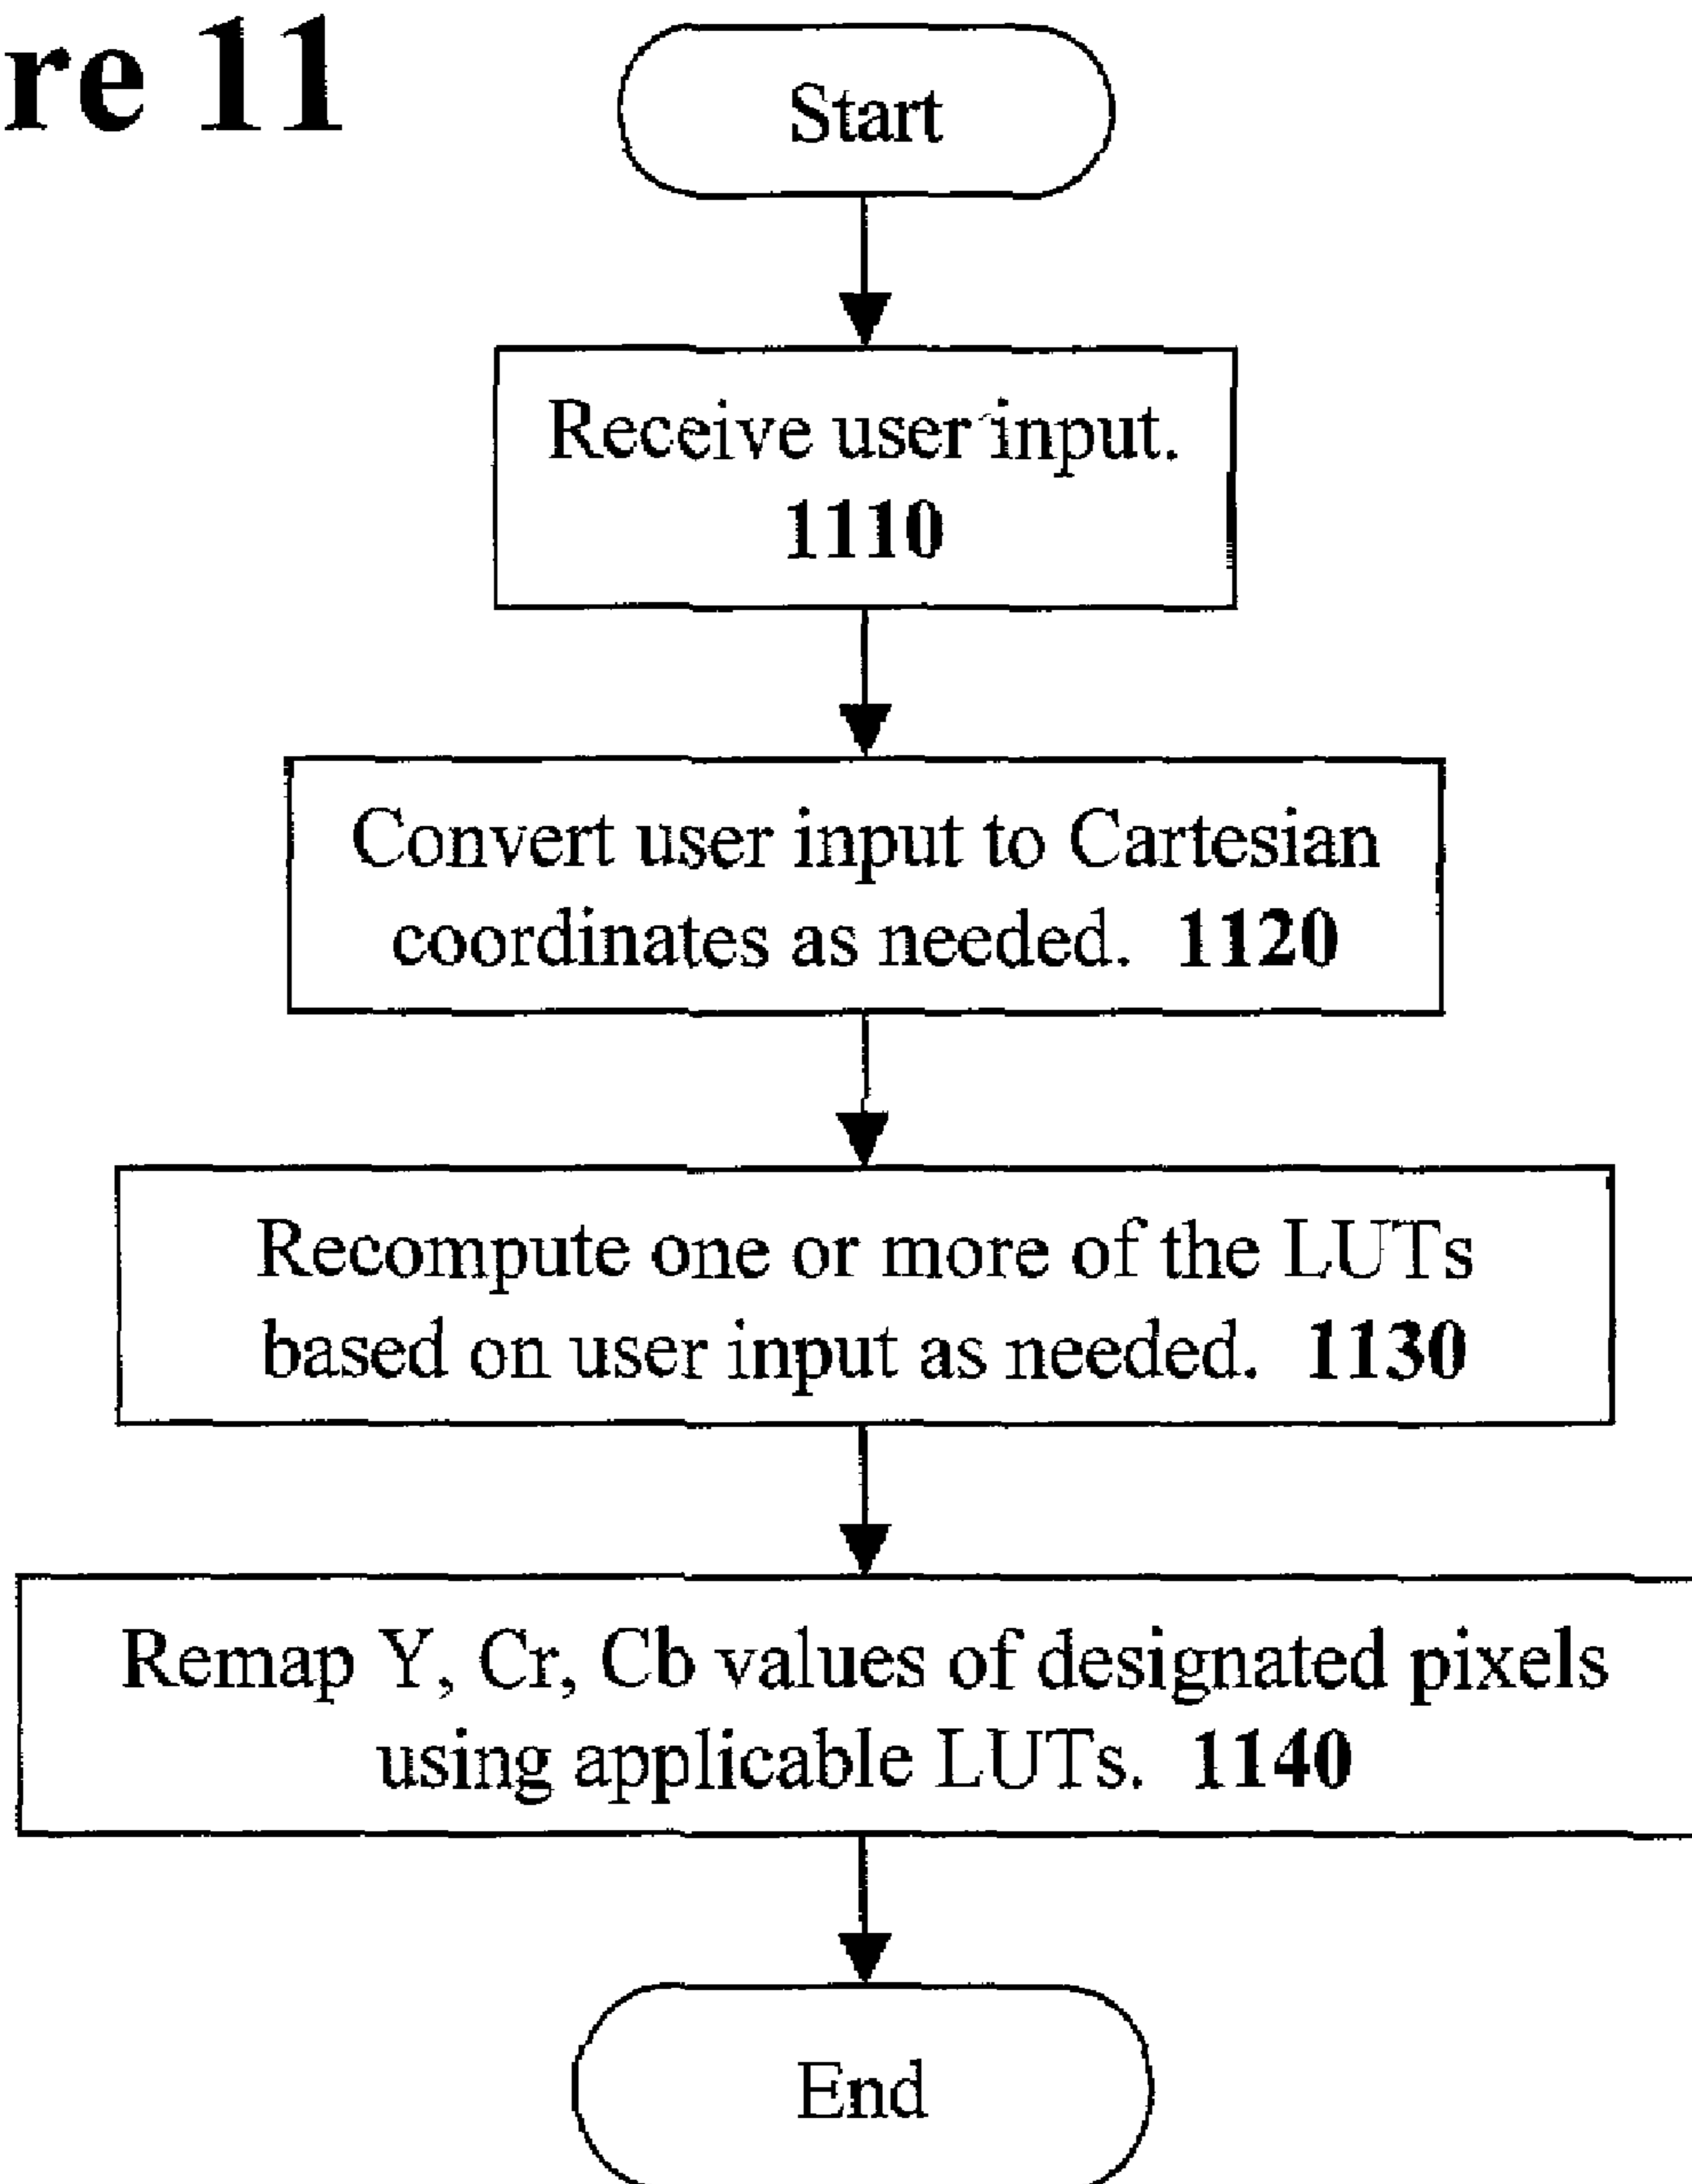 re 11
Start
Receive user input.
1110
Convert user input to Cartesian
coordinates as needed. 1120
Recompute one or more of the LUTs
based on user input as needed. 1130
Remap Y, Cr, Cb values of designated pixels
using applicable LUTs. 1140
End